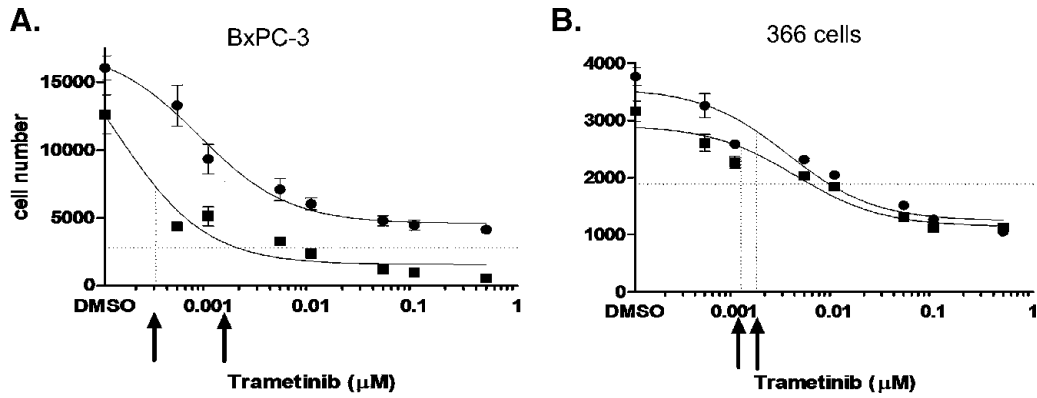 A.
BxPC-3
15000
10000
5000
0
cell number
DMSO 0.001 0.01 0.1 1
Trametinib (μM)
B.
366 cells
4000
3000
2000
1000
0
DMSO 0.001 0.01 0.1 1
Trametinib (μM)